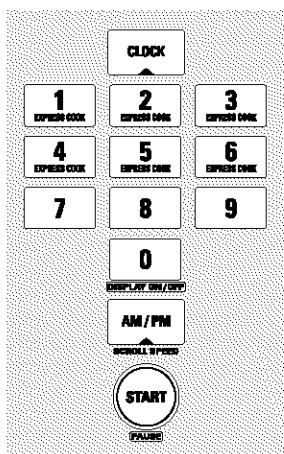 CLOCK
1 2 3
EXPRESS COOK EXPRESS COOK EXPRESS COOK
4 5 6
EXPRESS COOK EXPRESS COOK EXPRESS COOK
7 8 9
0
DISPLAY ON/OFF
AM/PM
SCROLL SPEED
START
PAUSE